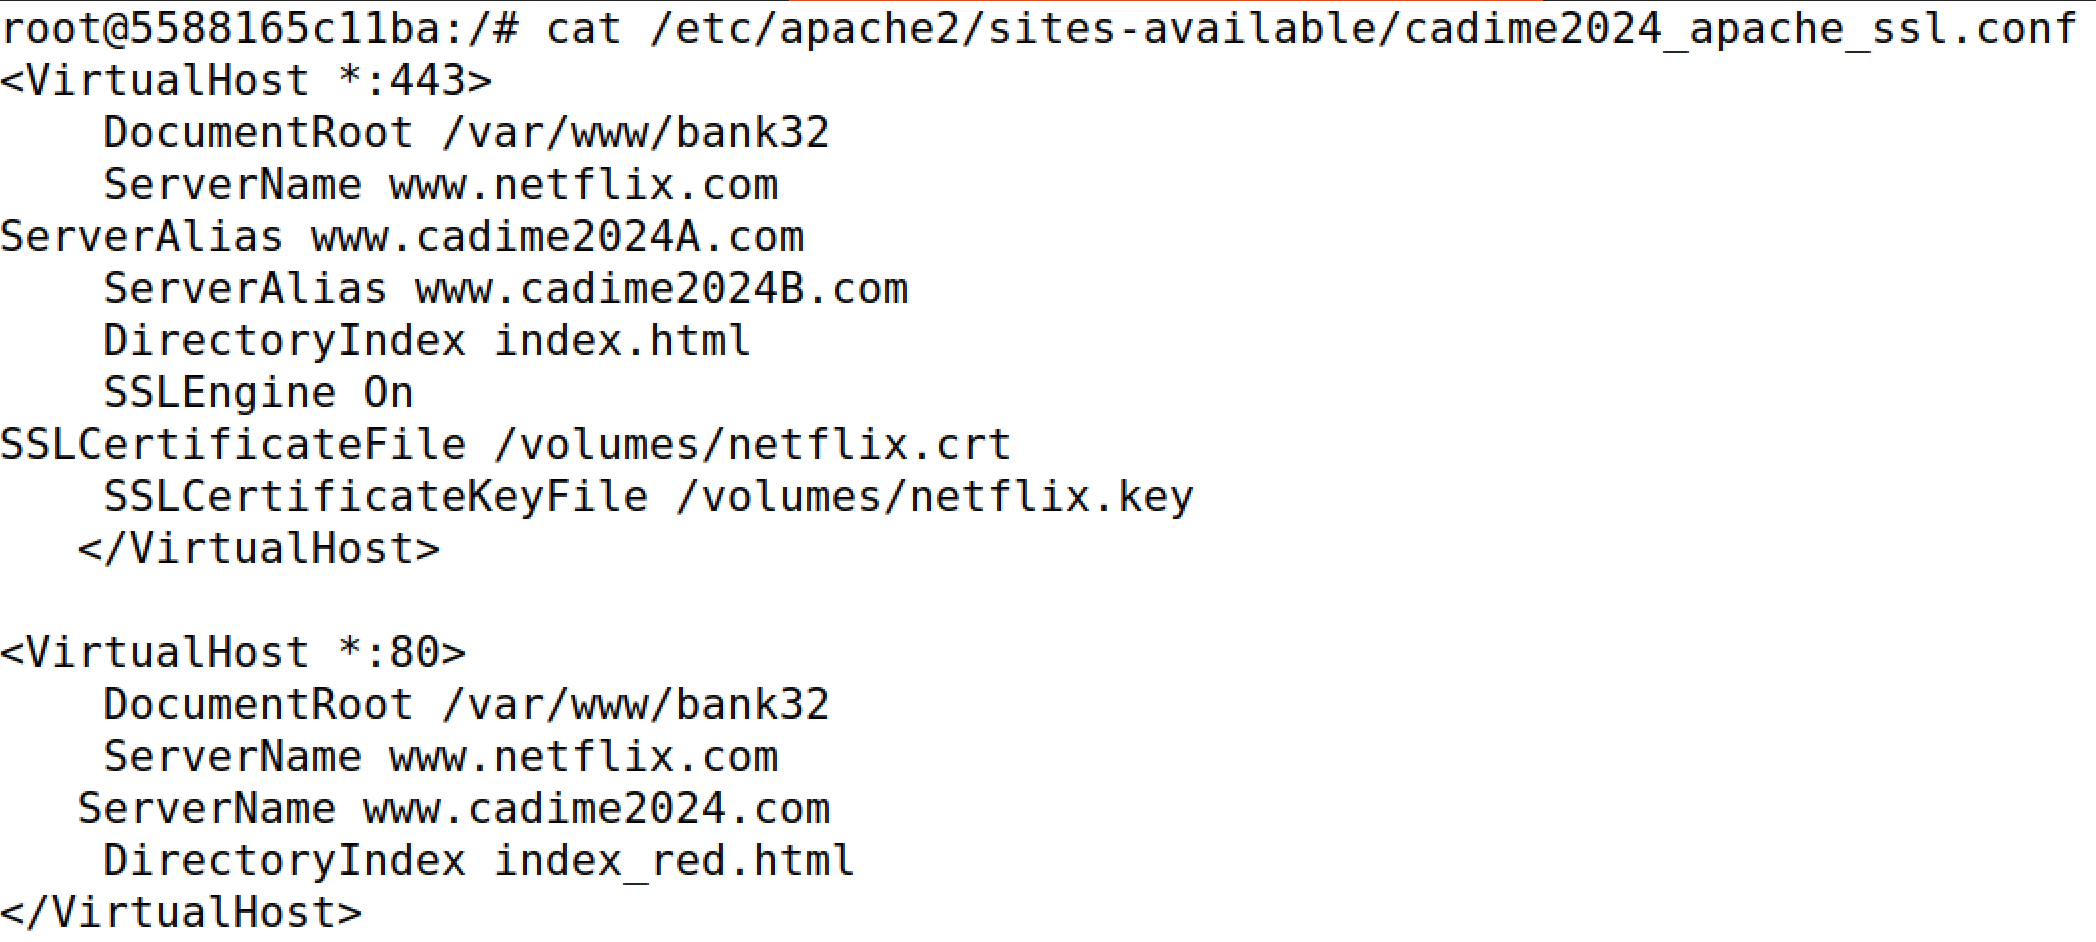 root@5588165c11ba:/# cat /etc/apache2/sites-available/cadime2024_apache_ssl.conf
<VirtualHost *:443>
    DocumentRoot /var/www/bank32
    ServerName www.netflix.com
ServerAlias www.cadime2024A.com
    ServerAlias www.cadime2024B.com
    DirectoryIndex index.html
    SSLEngine On
SSLCertificateFile /volumes/netflix.crt
    SSLCertificateKeyFile /volumes/netflix.key
   </VirtualHost>

<VirtualHost *:80>
    DocumentRoot /var/www/bank32
    ServerName www.netflix.com
   ServerName www.cadime2024.com
    DirectoryIndex index_red.html
</VirtualHost>